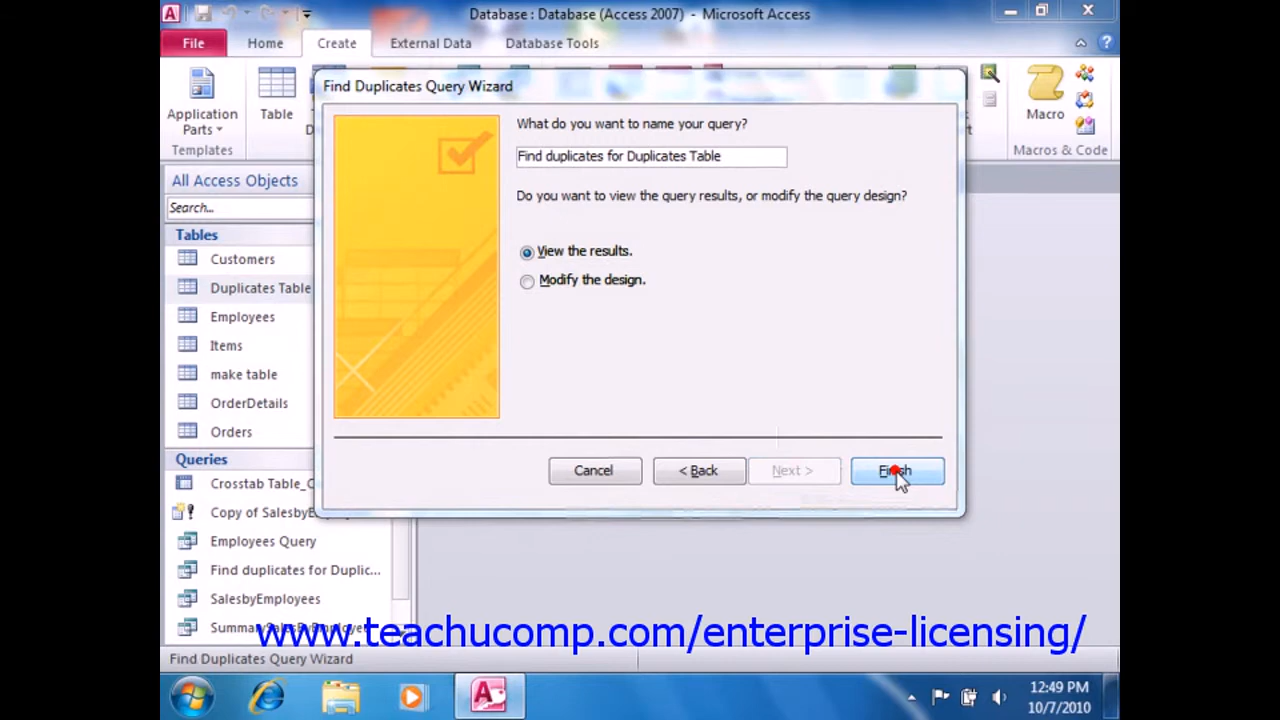 Database : Database (Access 2007) - Microsoft Access
File Home Create External Data Database Tools
Application Parts
Table
Macro
Templates
Macros & Code
Find Duplicates Query Wizard
What do you want to name your query?
Find duplicates for Duplicates Table
Do you want to view the query results, or modify the query design?
View the results.
Modify the design.
Cancel < Back Next > Finish
All Access Objects
Search...
Tables
Customers
Duplicates Table
Employees
Items
make table
OrderDetails
Orders
Queries
Crosstab Table_C
Copy of SalesbyE
Employees Query
Find duplicates for Duplic...
SalesbyEmployees
www.teachucomp.com/enterprise-licensing/
Find Duplicates Query Wizard
12:49 PM
10/7/2010